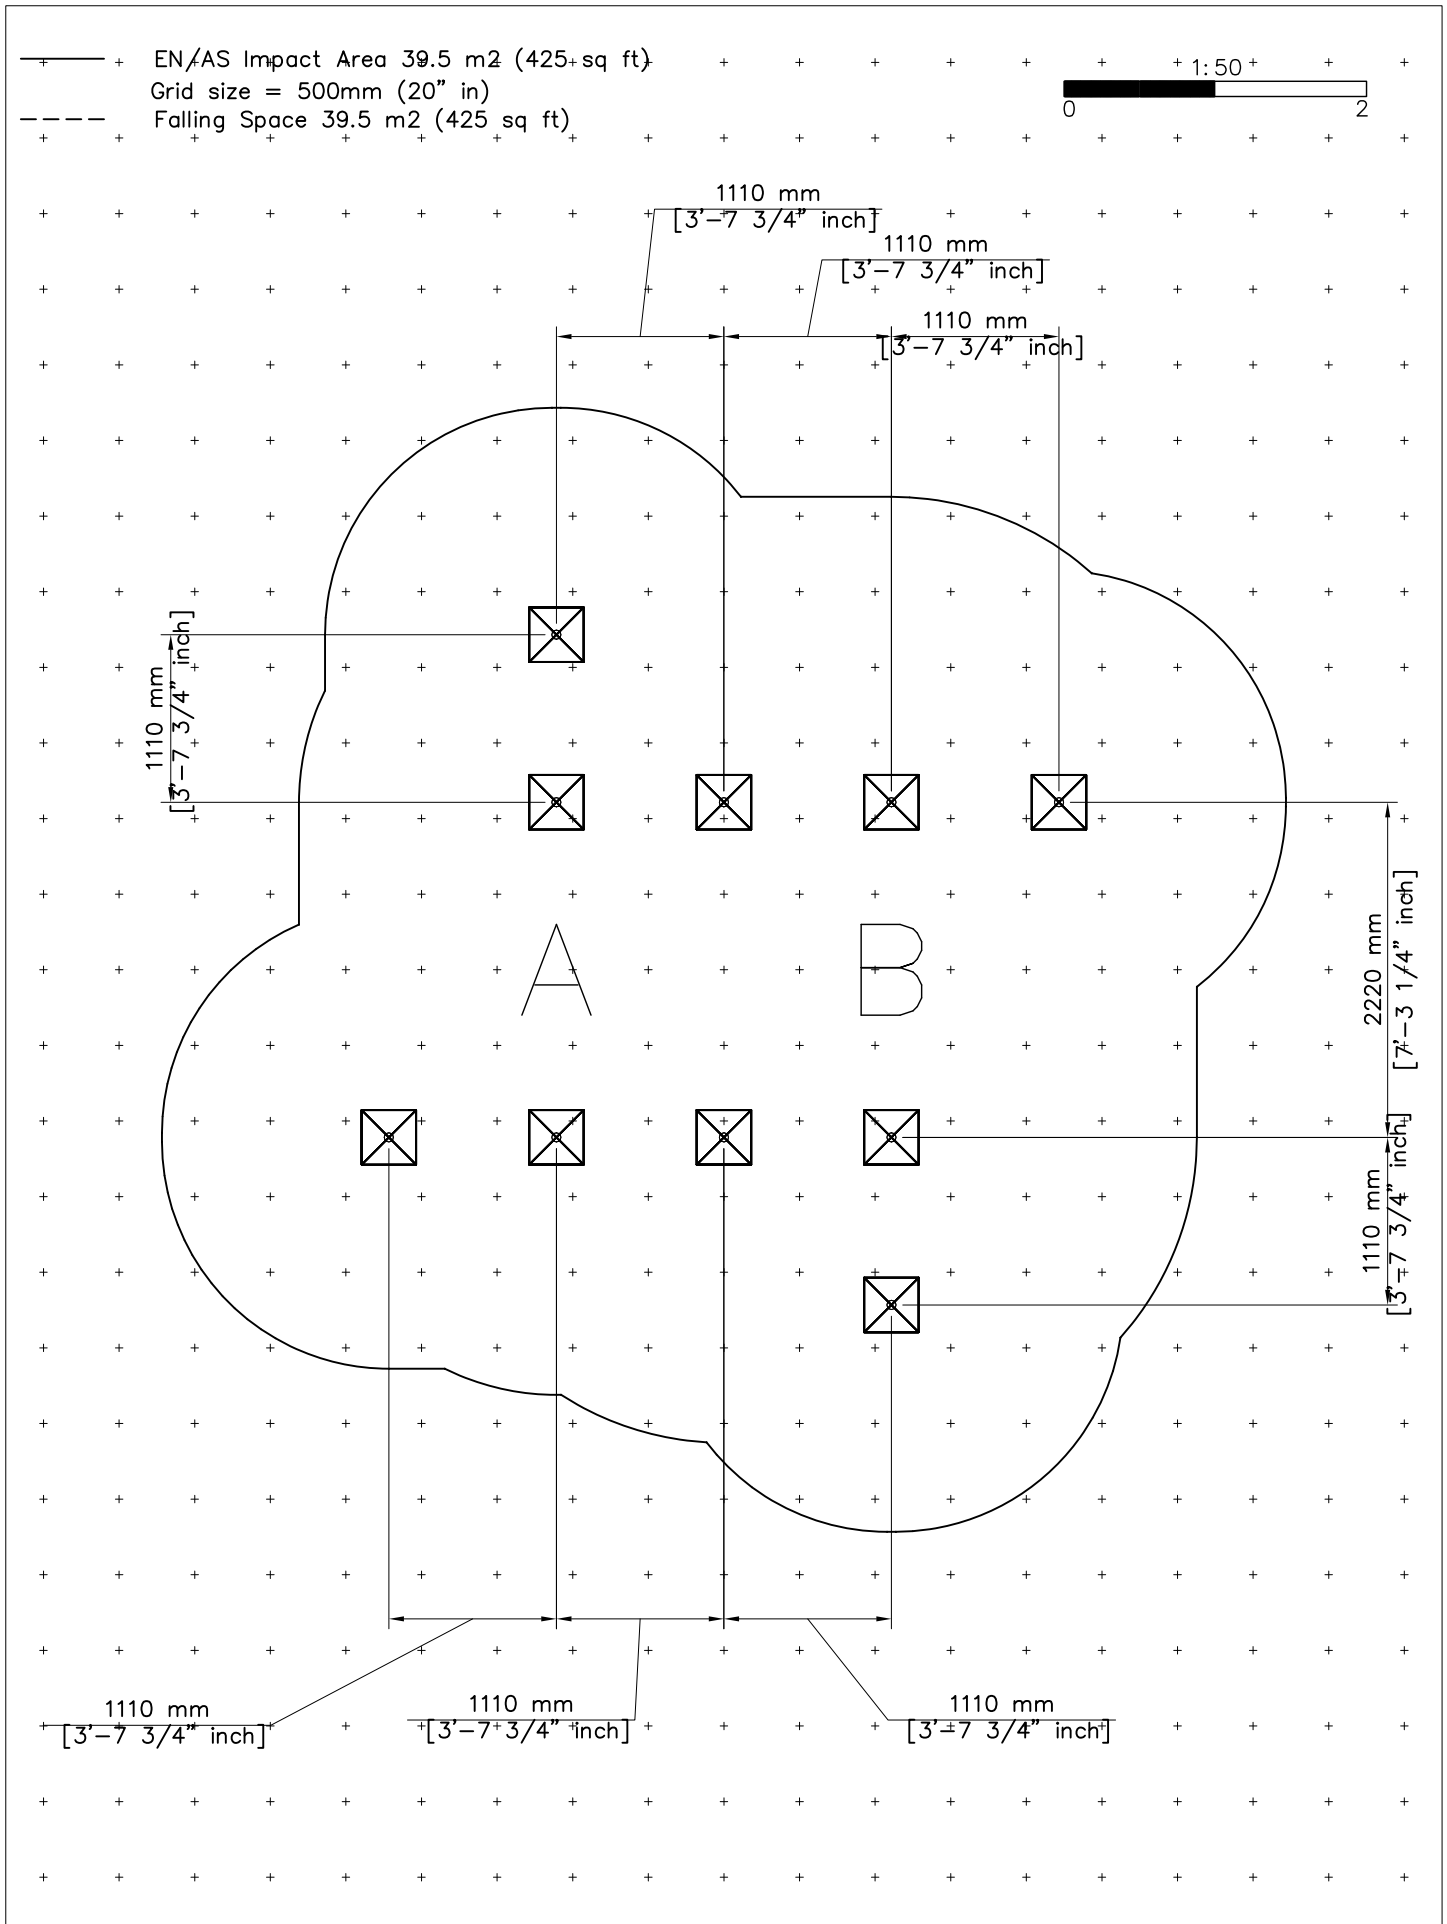 EN/AS Impact Area 39.5 m2 (425 sq ft)
Grid size = 500mm (20" in)
Falling Space 39.5 m2 (425 sq ft)
1:50
0
2
1110 mm
[3'-7 3/4" inch]
1110 mm
[3'-7 3/4" inch]
1110 mm
[3'-7 3/4" inch]
1110 mm
[3'-7 3/4" inch]
A
B
2220 mm
[7'-3 1/4" inch]
1110 mm
[3'-7 3/4" inch]
1110 mm
[3'-7 3/4" inch]
1110 mm
[3'-7 3/4" inch]
1110 mm
[3'-7 3/4" inch]